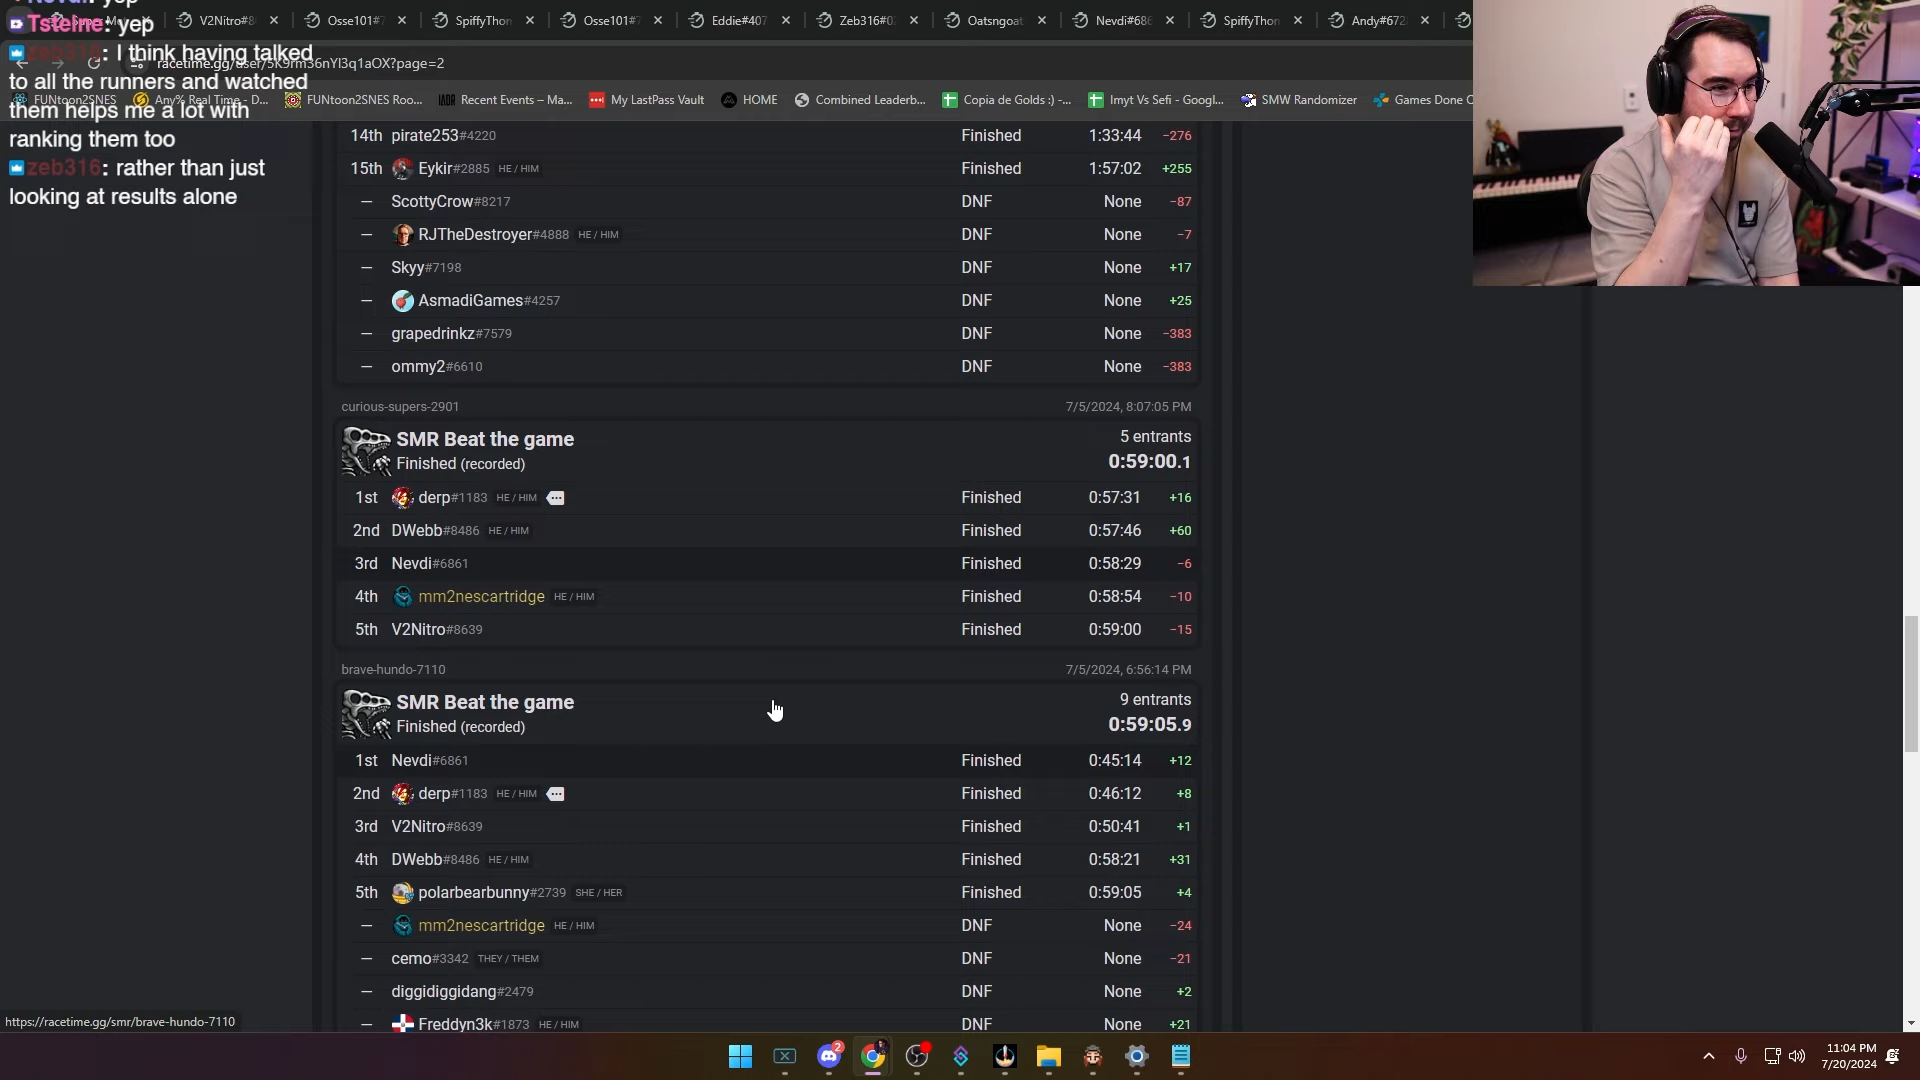 V2Nitro#8
Osse101#7
SpiffyThon
Osse101#
Eddie#407
Zeb316#0
Oatsngoat
Nevdi#686
SpiffyThon
Andy#672
Tsteine: yep
zeb316: I think having talked
to all the runners and watched
them helps me a lot with
ranking them too
zeb316: rather than just
looking at results alone
racetime.gg/user/5K9rm36nYl3q1aOX?page=2
FUNtoon2SNES
Any% Real Time - D...
FUNtoon2SNES Roo...
Recent Events – Ma...
My LastPass Vault
HOME
Combined Leaderb...
Copia de Golds :) -...
Imyt Vs Sefi - Googl...
SMW Randomizer
Games Done C
14th pirate253#4220 Finished 1:33:44 −276
15th Eykir#2885 HE / HIM Finished 1:57:02 +255
— ScottyCrow#8217 DNF None −87
— RJTheDestroyer#4888 HE / HIM DNF None −7
— Skyy#7198 DNF None +17
— AsmadiGames#4257 DNF None +25
— grapedrinkz#7579 DNF None −383
— ommy2#6610 DNF None −383
curious-supers-2901 7/5/2024, 8:07:05 PM
SMR Beat the game 5 entrants
Finished (recorded) 0:59:00.1
1st derp#1183 HE / HIM Finished 0:57:31 +16
2nd DWebb#8486 HE / HIM Finished 0:57:46 +60
3rd Nevdi#6861 Finished 0:58:29 −6
4th mm2nescartridge HE / HIM Finished 0:58:54 −10
5th V2Nitro#8639 Finished 0:59:00 −15
brave-hundo-7110 7/5/2024, 6:56:14 PM
SMR Beat the game 9 entrants
Finished (recorded) 0:59:05.9
1st Nevdi#6861 Finished 0:45:14 +12
2nd derp#1183 HE / HIM Finished 0:46:12 +8
3rd V2Nitro#8639 Finished 0:50:41 +1
4th DWebb#8486 HE / HIM Finished 0:58:21 +31
5th polarbearbunny#2739 SHE / HER Finished 0:59:05 +4
— mm2nescartridge HE / HIM DNF None −24
— cemo#3342 THEY / THEM DNF None −21
— diggidiggidang#2479 DNF None +2
— Freddyn3k#1873 HE / HIM DNF None +21
https://racetime.gg/smr/brave-hundo-7110
2
11:04 PM
7/20/2024